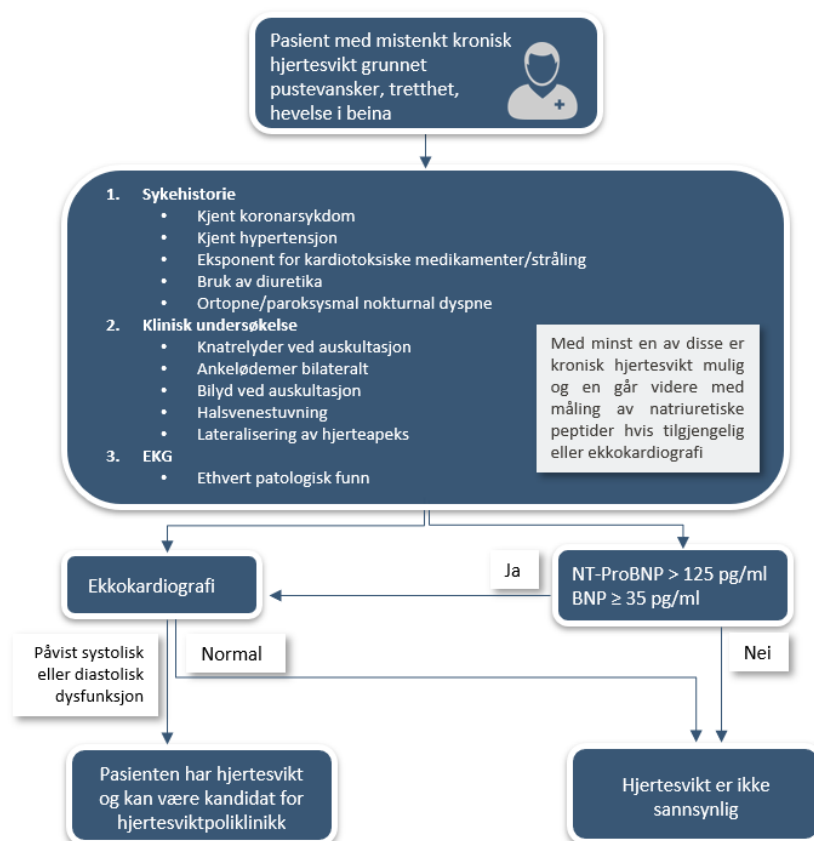 Pasient med mistenkt kronisk
hjertesvikt grunnet
pustevansker, tretthet,
hevelse i beina
1. Sykehistorie
• Kjent koronarsykdom
• Kjent hypertensjon
• Eksponent for kardiotoksiske medikamenter/stråling
• Bruk av diuretika
• Ortopne/paroksysmal nokturnal dyspne
2. Klinisk undersøkelse
• Knatrelyder ved auskultasjon
• Ankelødemer bilateralt
• Bilyd ved auskultasjon
• Halsvenestuvning
• Lateralisering av hjerteapeks
3. EKG
• Ethvert patologisk funn
Med minst en av disse er
kronisk hjertesvikt mulig
og en går videre med
måling av natriuretiske
peptider hvis tilgjengelig
eller ekkokardiografi
Ekkokardiografi
Ja
NT-ProBNP > 125 pg/ml
BNP ≥ 35 pg/ml
Påvist systolisk
eller diastolisk
dysfunksjon
Normal
Nei
Pasienten har hjertesvikt
og kan være kandidat for
hjertesviktpoliklinikk
Hjertesvikt er ikke
sannsynlig